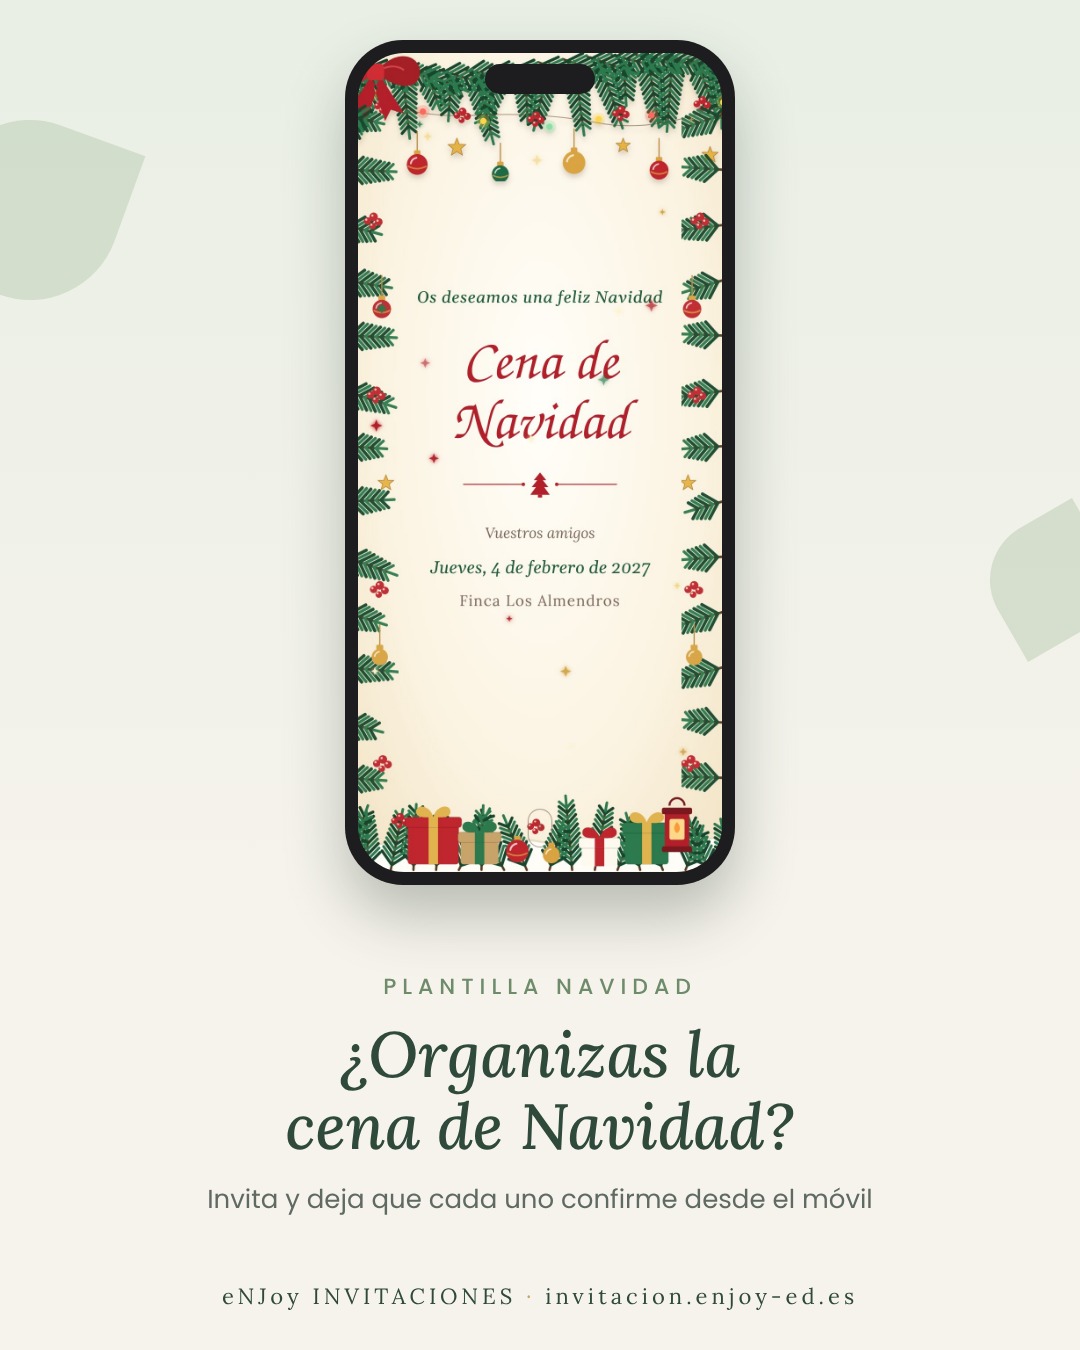 Os deseamos una feliz Navidad
Cena de
Navidad
Vuestros amigos
Jueves, 4 de febrero de 2027
Finca Los Almendros
PLANTILLA NAVIDAD
¿Organizas la
cena de Navidad?
Invita y deja que cada uno confirme desde el móvil
eNJoy INVITACIONES · invitacion.enjoy-ed.es